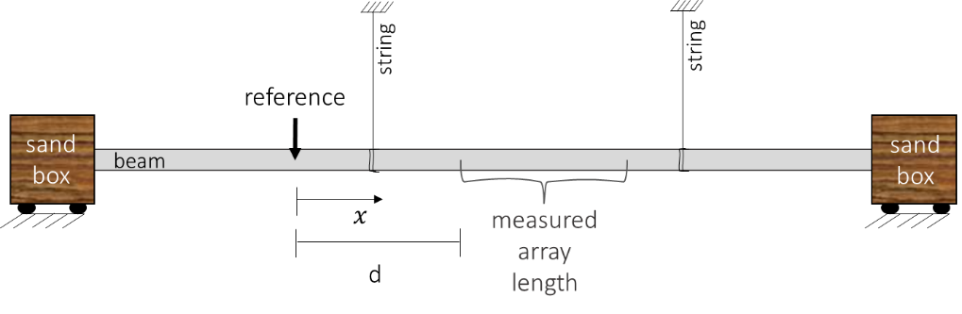 string
string
reference
sand
box
beam
sand
box
x
measured
array
length
d